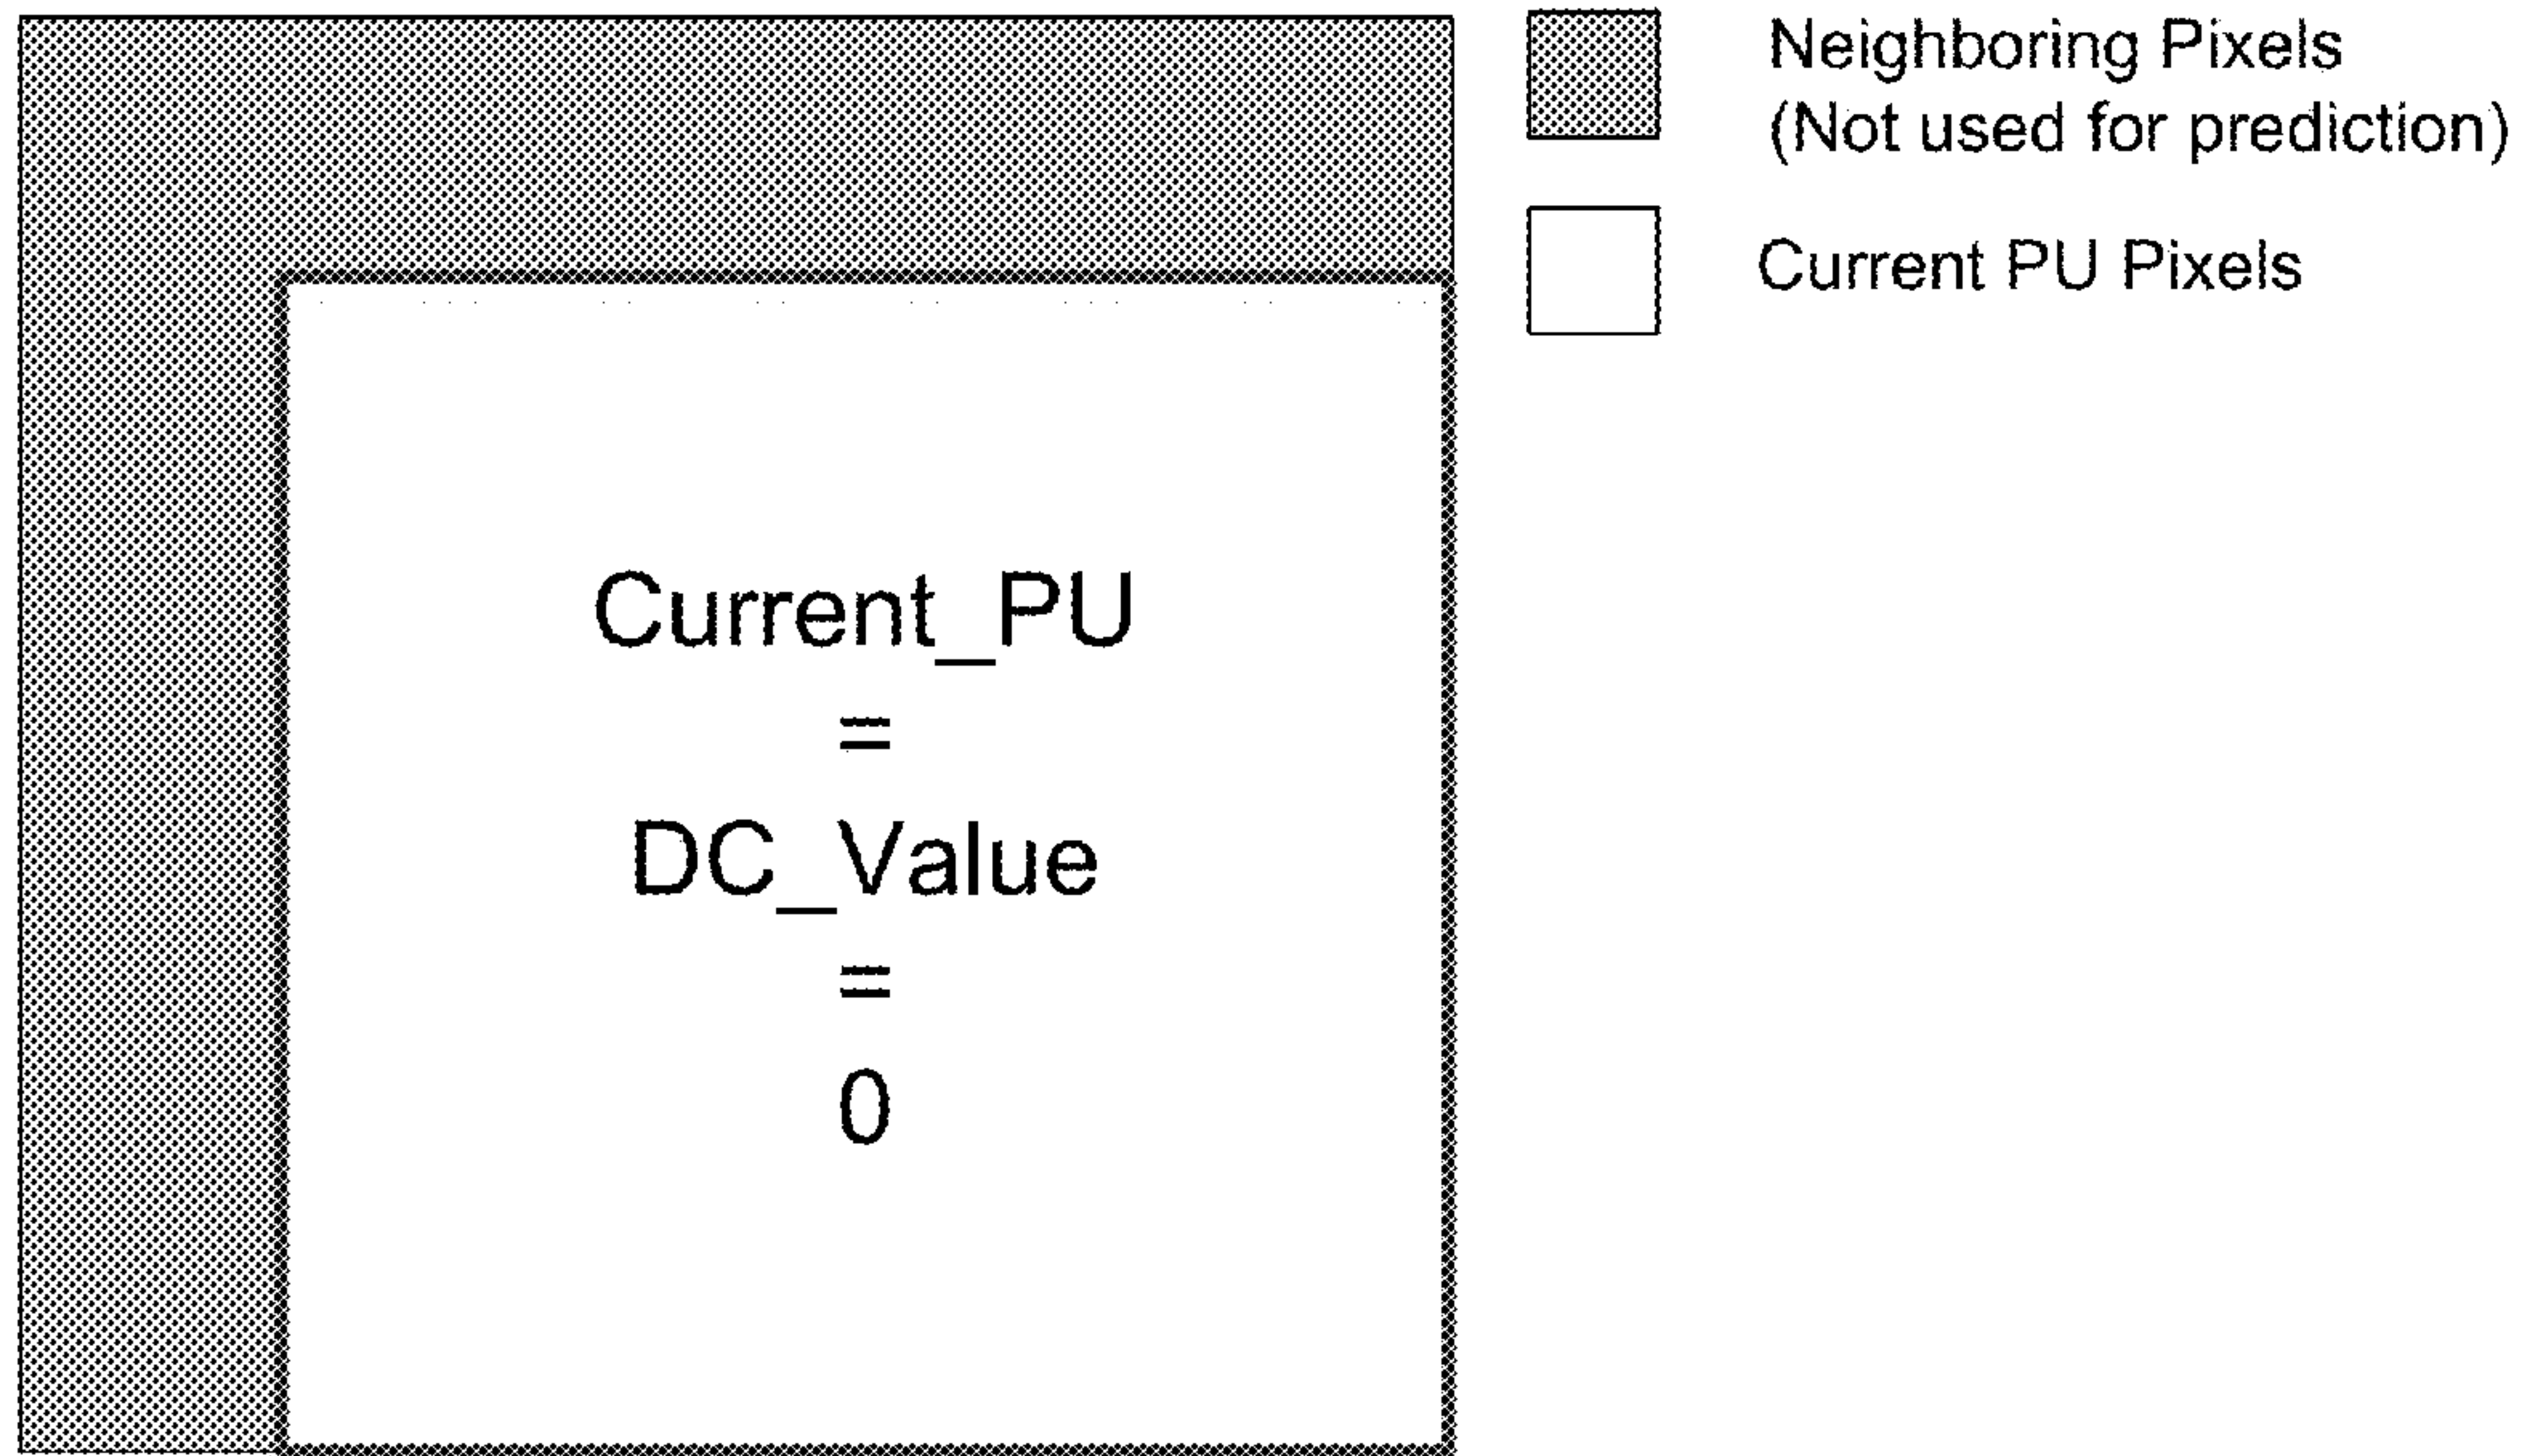 Neighboring Pixels
(Not used for prediction)
Current PU Pixels
Current_PU
=
DC_Value
=
0